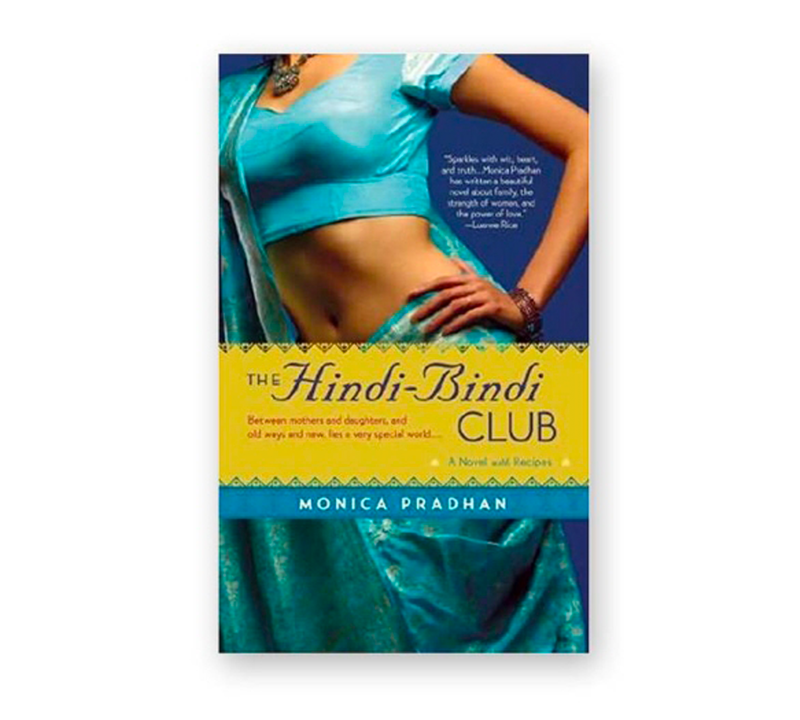 "Sparkles with wit, heart,
and truth...Monica Pradhan
has written a beautiful
novel about family, the
strength of women, and
the power of love."
—Luanne Rice
THE Hindi-Bindi
CLUB
Between mothers and daughters, and
old ways and new, lies a very special world....
A Novel with Recipes
MONICA PRADHAN